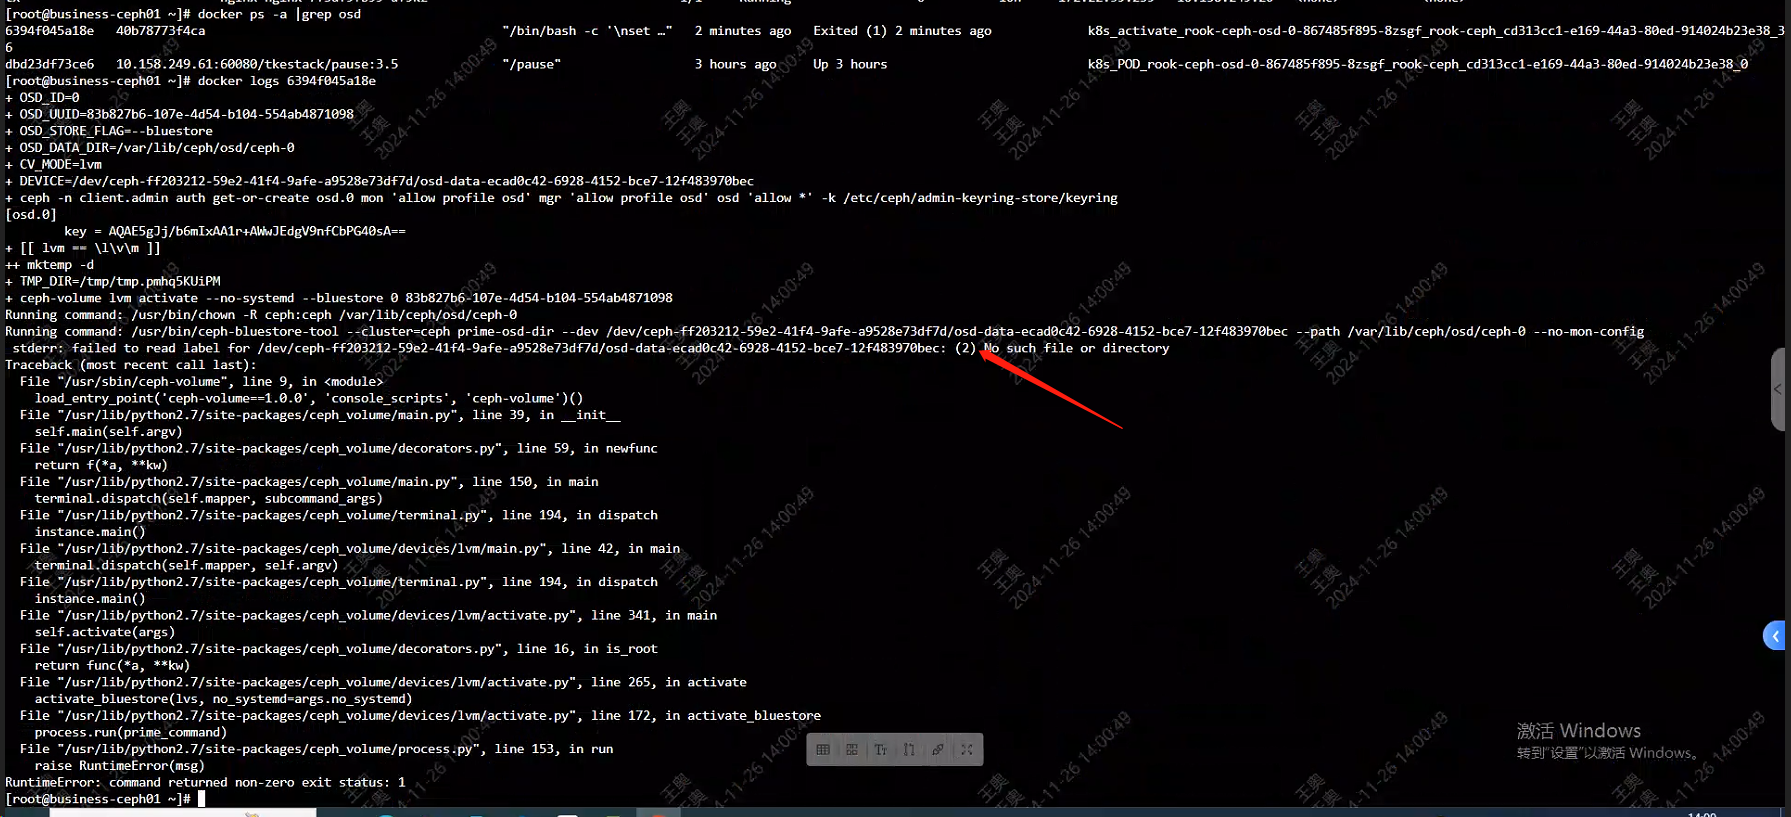 [root@business-ceph01 ~]# docker ps -a |grep osd
6394f045a18e   40b78773f4ca   "/bin/bash -c '\nset …"   2 minutes ago   Exited (1) 2 minutes ago   k8s_activate_rook-ceph-osd-0-867485f895-8zsgf_rook-ceph_cd313cc1-e169-44a3-80ed-914024b23e38_3
6
dbd23df73ce6   10.158.249.61:60080/tkestack/pause:3.5   "/pause"   3 hours ago   Up 3 hours   k8s_POD_rook-ceph-osd-0-867485f895-8zsgf_rook-ceph_cd313cc1-e169-44a3-80ed-914024b23e38_0
[root@business-ceph01 ~]# docker logs 6394f045a18e
+ OSD_ID=0
+ OSD_UUID=83b827b6-107e-4d54-b104-554ab4871098
+ OSD_STORE_FLAG=--bluestore
+ OSD_DATA_DIR=/var/lib/ceph/osd/ceph-0
+ CV_MODE=lvm
+ DEVICE=/dev/ceph-ff203212-59e2-41f4-9afe-a9528e73df7d/osd-data-ecad0c42-6928-4152-bce7-12f483970bec
+ ceph -n client.admin auth get-or-create osd.0 mon 'allow profile osd' mgr 'allow profile osd' osd 'allow *' -k /etc/ceph/admin-keyring-store/keyring
[osd.0]
key = AQAE5gJj/b6mIxAA1r+AWwJEdgV9nfCbPG40sA==
+ [[ lvm == \l\v\m ]]
++ mktemp -d
+ TMP_DIR=/tmp/tmp.pmhq5KUiPM
+ ceph-volume lvm activate --no-systemd --bluestore 0 83b827b6-107e-4d54-b104-554ab4871098
Running command: /usr/bin/chown -R ceph:ceph /var/lib/ceph/osd/ceph-0
Running command: /usr/bin/ceph-bluestore-tool --cluster=ceph prime-osd-dir --dev /dev/ceph-ff203212-59e2-41f4-9afe-a9528e73df7d/osd-data-ecad0c42-6928-4152-bce7-12f483970bec --path /var/lib/ceph/osd/ceph-0 --no-mon-config
stderr: failed to read label for /dev/ceph-ff203212-59e2-41f4-9afe-a9528e73df7d/osd-data-ecad0c42-6928-4152-bce7-12f483970bec: (2) No such file or directory
Traceback (most recent call last):
File "/usr/sbin/ceph-volume", line 9, in <module>
load_entry_point('ceph-volume==1.0.0', 'console_scripts', 'ceph-volume')()
File "/usr/lib/python2.7/site-packages/ceph_volume/main.py", line 39, in __init__
self.main(self.argv)
File "/usr/lib/python2.7/site-packages/ceph_volume/decorators.py", line 59, in newfunc
return f(*a, **kw)
File "/usr/lib/python2.7/site-packages/ceph_volume/main.py", line 150, in main
terminal.dispatch(self.mapper, subcommand_args)
File "/usr/lib/python2.7/site-packages/ceph_volume/terminal.py", line 194, in dispatch
instance.main()
File "/usr/lib/python2.7/site-packages/ceph_volume/devices/lvm/main.py", line 42, in main
terminal.dispatch(self.mapper, self.argv)
File "/usr/lib/python2.7/site-packages/ceph_volume/terminal.py", line 194, in dispatch
instance.main()
File "/usr/lib/python2.7/site-packages/ceph_volume/devices/lvm/activate.py", line 341, in main
self.activate(args)
File "/usr/lib/python2.7/site-packages/ceph_volume/decorators.py", line 16, in is_root
return func(*a, **kw)
File "/usr/lib/python2.7/site-packages/ceph_volume/devices/lvm/activate.py", line 265, in activate
activate_bluestore(lvs, no_systemd=args.no_systemd)
File "/usr/lib/python2.7/site-packages/ceph_volume/devices/lvm/activate.py", line 172, in activate_bluestore
process.run(prime_command)
File "/usr/lib/python2.7/site-packages/ceph_volume/process.py", line 153, in run
raise RuntimeError(msg)
RuntimeError: command returned non-zero exit status: 1
[root@business-ceph01 ~]#
激活 Windows
转到"设置"以激活 Windows。
王奥
2024-11-26 14:00:49